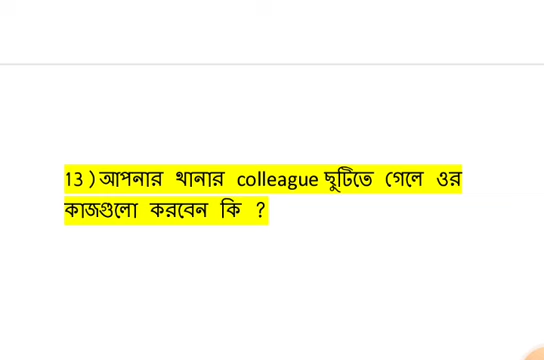 13)আপনার থানার colleague ছুটিতে গেলে ওর
কাজগুলো করবেন কি ?